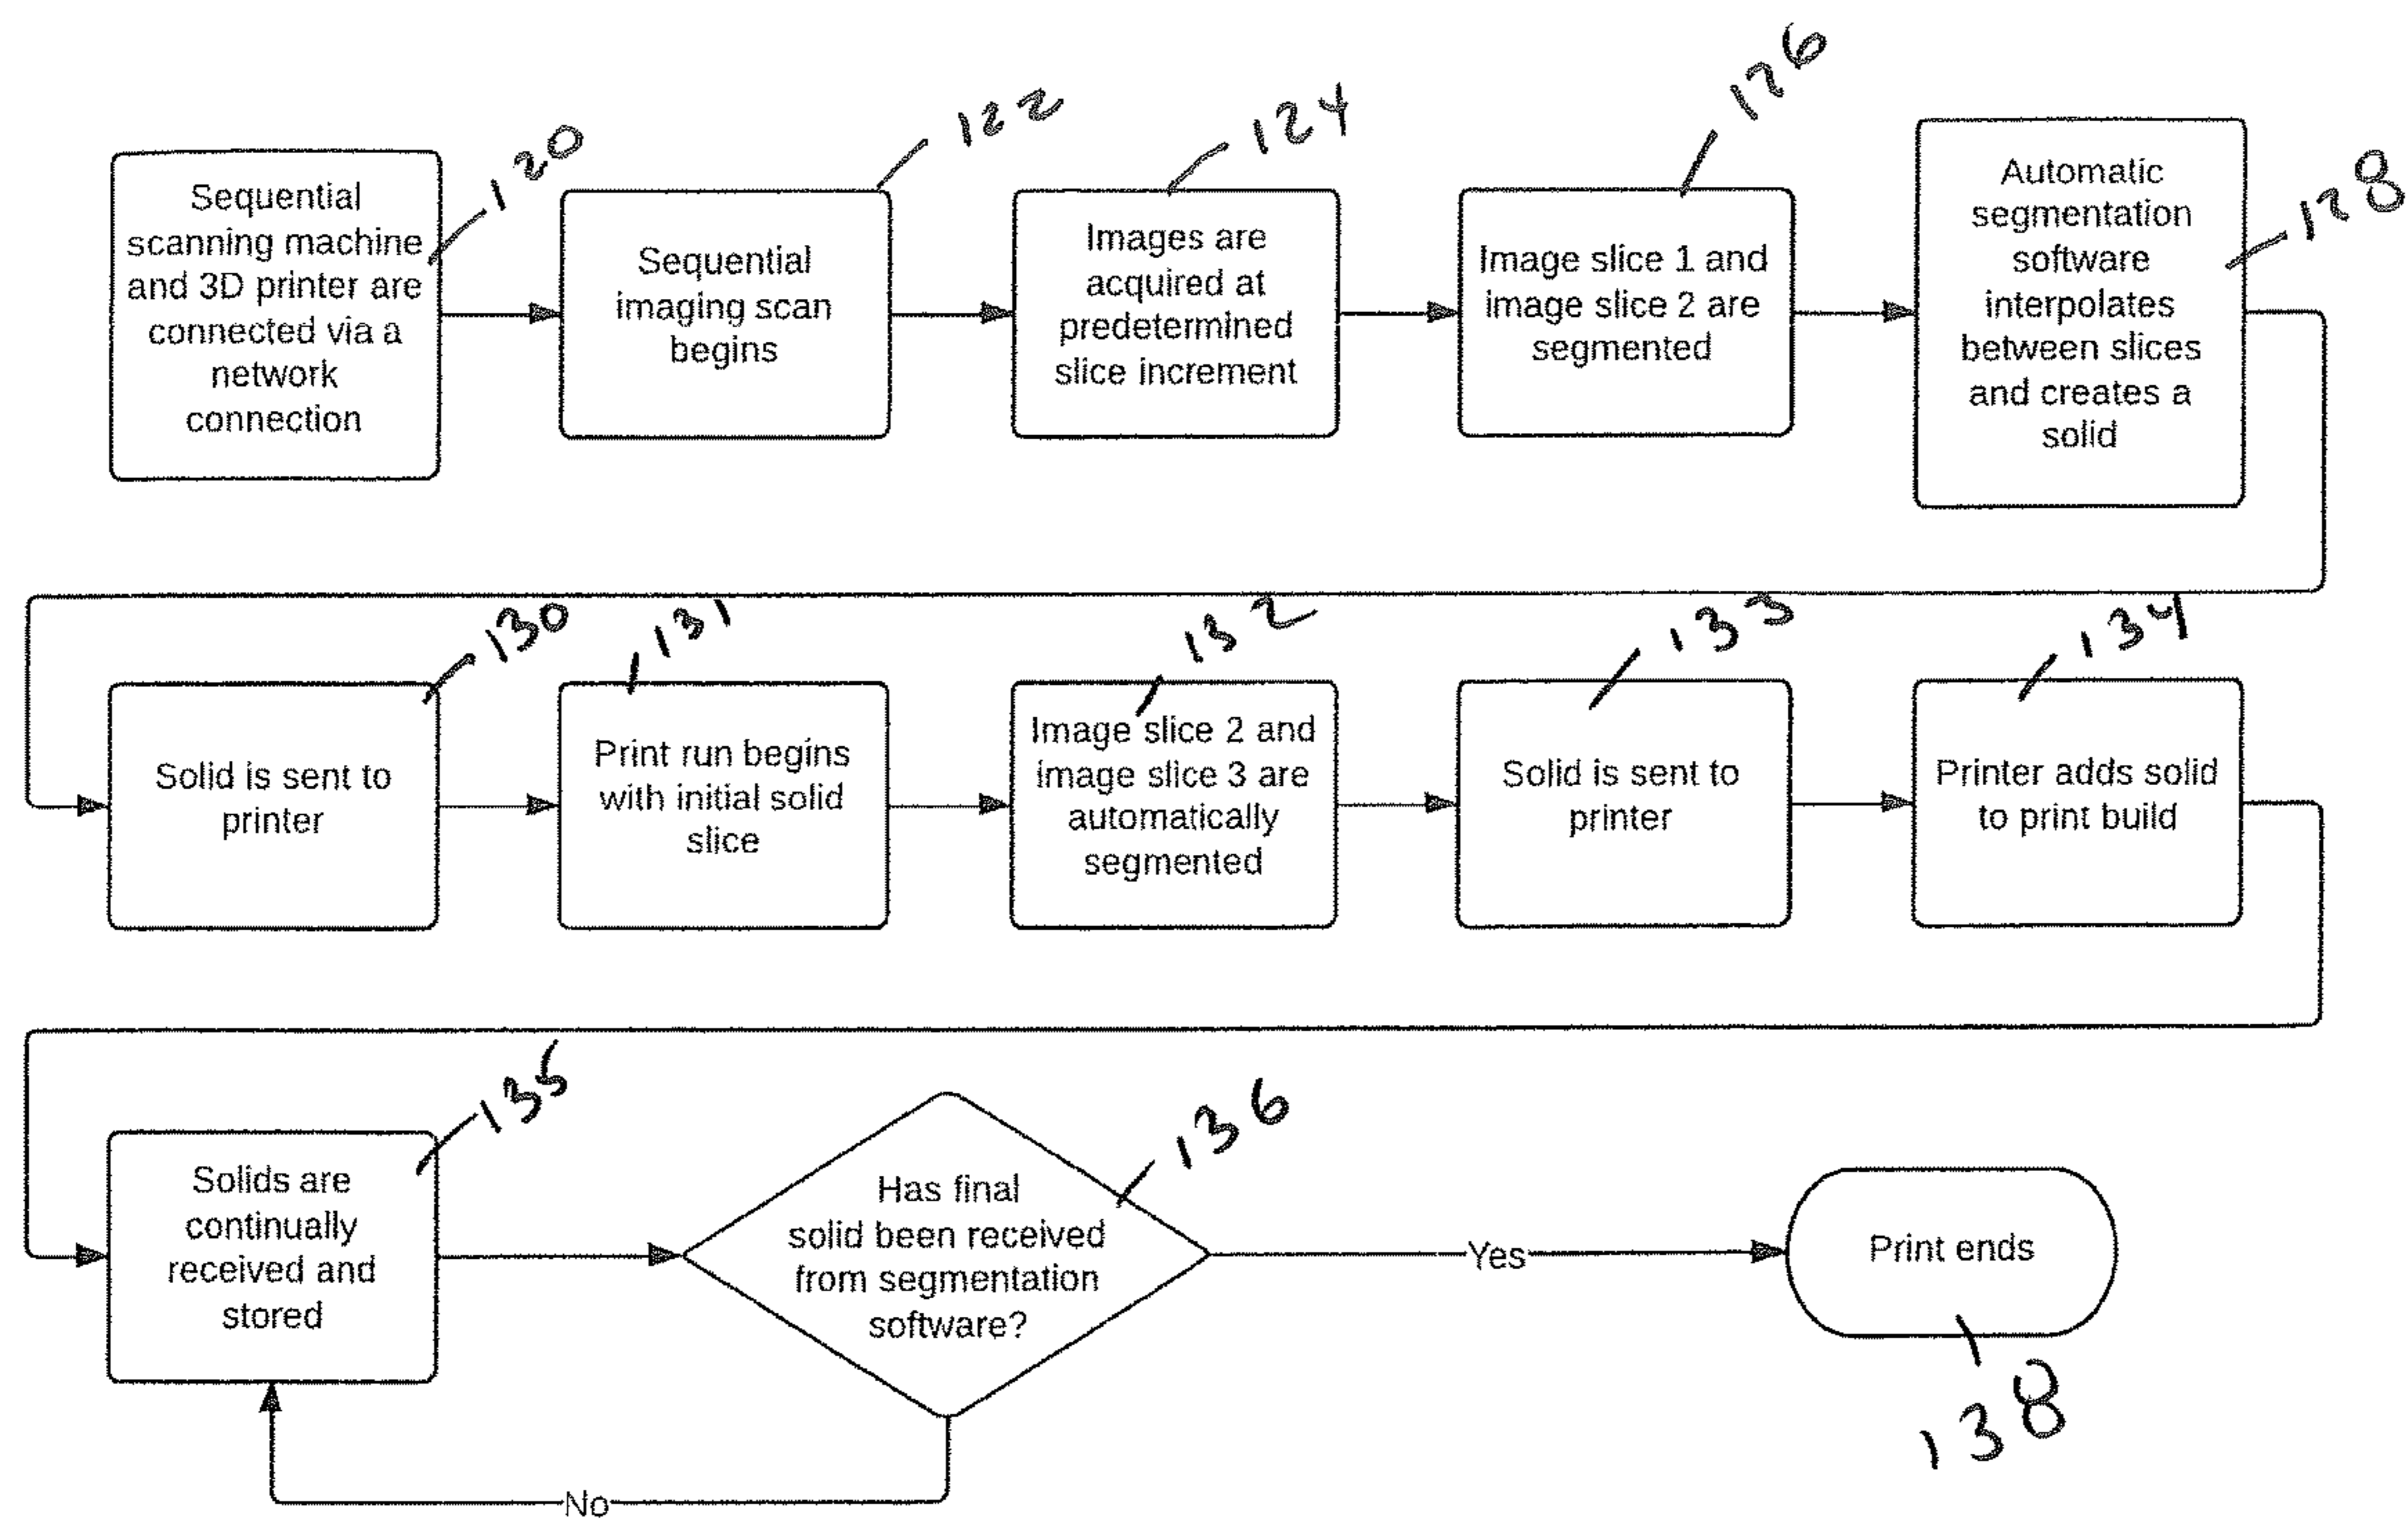 120
Sequential
scanning machine
and 3D printer are
connected via a
network
connection
122
Sequential
imaging scan
begins
124
Images are
acquired at
predetermined
slice increment
126
Image slice 1 and
image slice 2 are
segmented
128
Automatic
segmentation
software
interpolates
between slices
and creates a
solid
130
Solid is sent to
printer
131
Print run begins
with initial solid
slice
132
Image slice 2 and
image slice 3 are
automatically
segmented
133
Solid is sent to
printer
134
Printer adds solid
to print build
135
Solids are
continually
received and
stored
136
Has final
solid been received
from segmentation
software?
Yes
Print ends
138
No